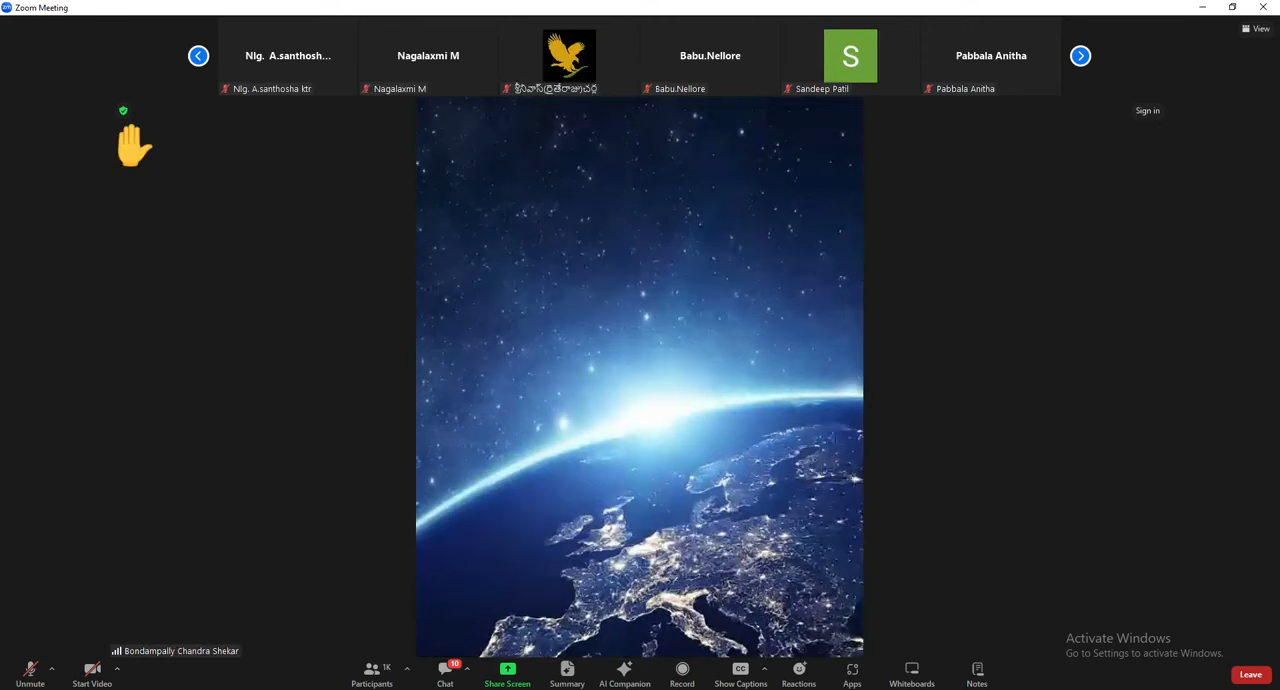 Zoom Meeting
View
Nlg. A.santhosh...
Nagalaxmi M
Babu.Nellore
S
Pabbala Anitha
Nlg. A.santhosha ktr
Nagalaxmi M
శ్రీనివాస్(రైతేరాజు)చర్ల
Babu.Nellore
Sandeep Patil
Pabbala Anitha
Sign in
Bondampally Chandra Shekar
Activate Windows
Go to Settings to activate Windows.
Unmute
Start Video
1K
Participants
10
Chat
Share Screen
Summary
AI Companion
Record
CC
Show Captions
Reactions
Apps
Whiteboards
Notes
Leave